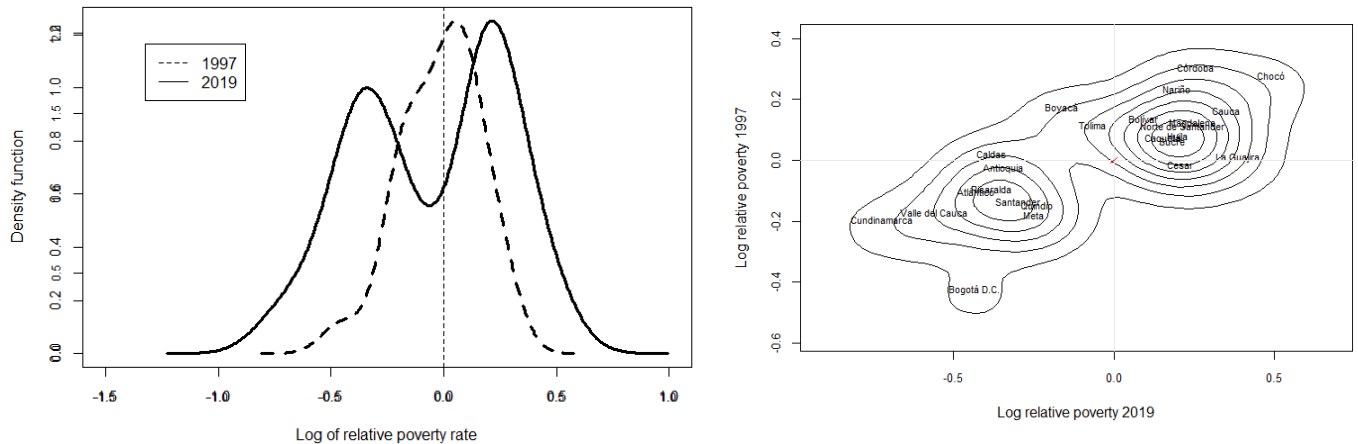 1997
2019
1.0
1.5
0.8
0.4
0.5
0.2
0.0
Density function
-1.5
-1.0
-0.5
0.0
0.5
1.0
Log of relative poverty rate
0.4
0.2
0.0
-0.2
-0.4
-0.6
Log relative poverty 1997
Córdoba
Chocó
Nariño
Boyacá
Cauca
Bolívar
Magdalena
Tolima
Norte de Santander
Caquetá
Huila
Sucre
Caldas
La Guajira
Antioquia
Cesar
Risaralda
Atlántico
Santander
Quindío
Valle del Cauca
Meta
Cundinamarca
Bogotá D.C.
-0.5
0.0
0.5
Log relative poverty 2019